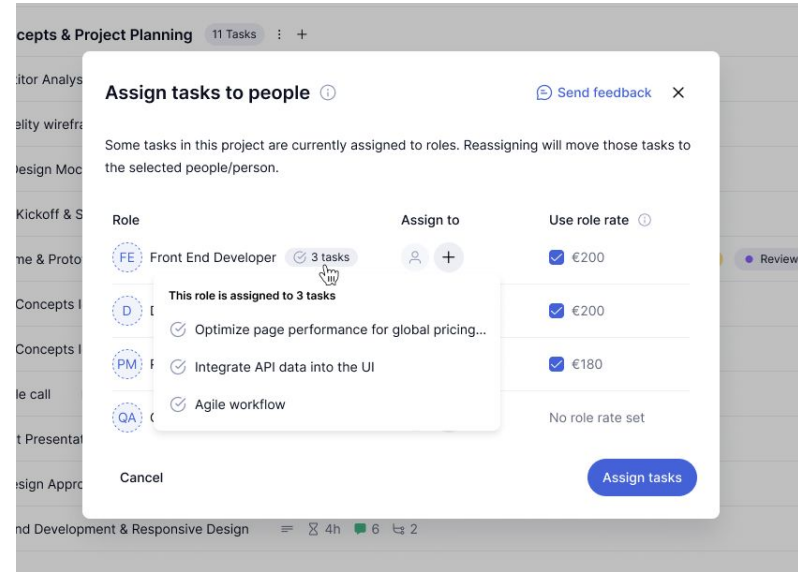 cepts & Project Planning 11 Tasks
itor Analys
Assign tasks to people Send feedback
elity wirefra
Some tasks in this project are currently assigned to roles. Reassigning will move those tasks to
the selected people/person.
Design Moc
Kickoff & S
Role Assign to Use role rate
me & Proto
FE Front End Developer 3 tasks €200
Review
This role is assigned to 3 tasks
Concepts I
D €200
Optimize page performance for global pricing...
Concepts I
PM €180
Integrate API data into the UI
le call
Agile workflow
QA No role rate set
t Presentat
esign Appro
Cancel Assign tasks
nd Development & Responsive Design 4h 6 2